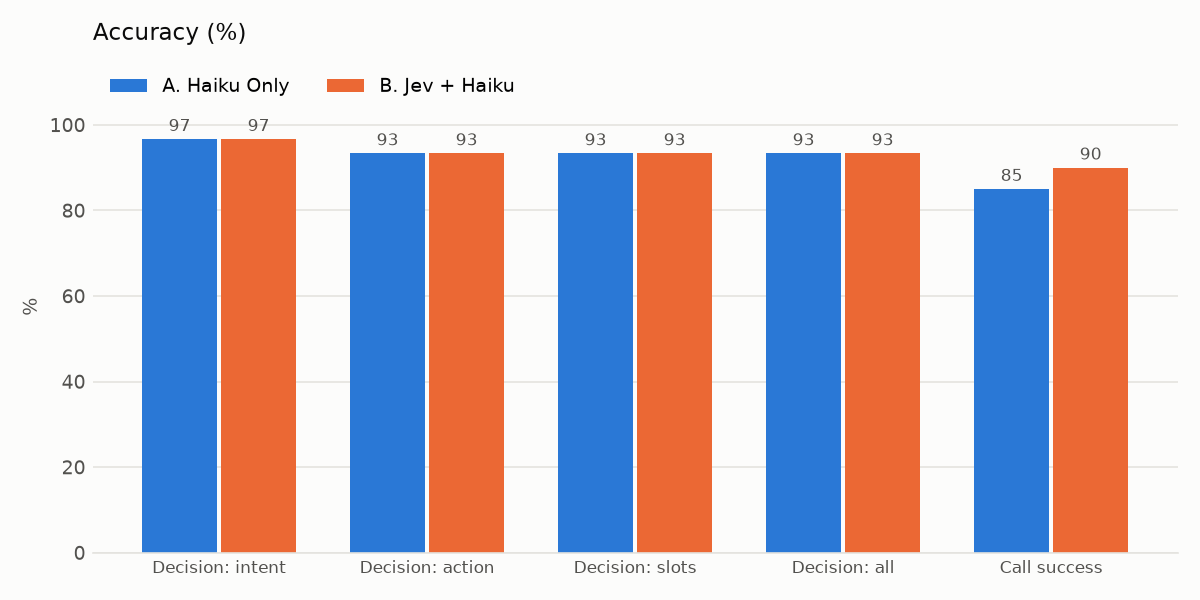 Accuracy (%)
A. Haiku Only
B. Jev + Haiku
100
97
97
93
93
93
93
93
93
85
90
80
60
%
40
20
0
Decision: intent
Decision: action
Decision: slots
Decision: all
Call success